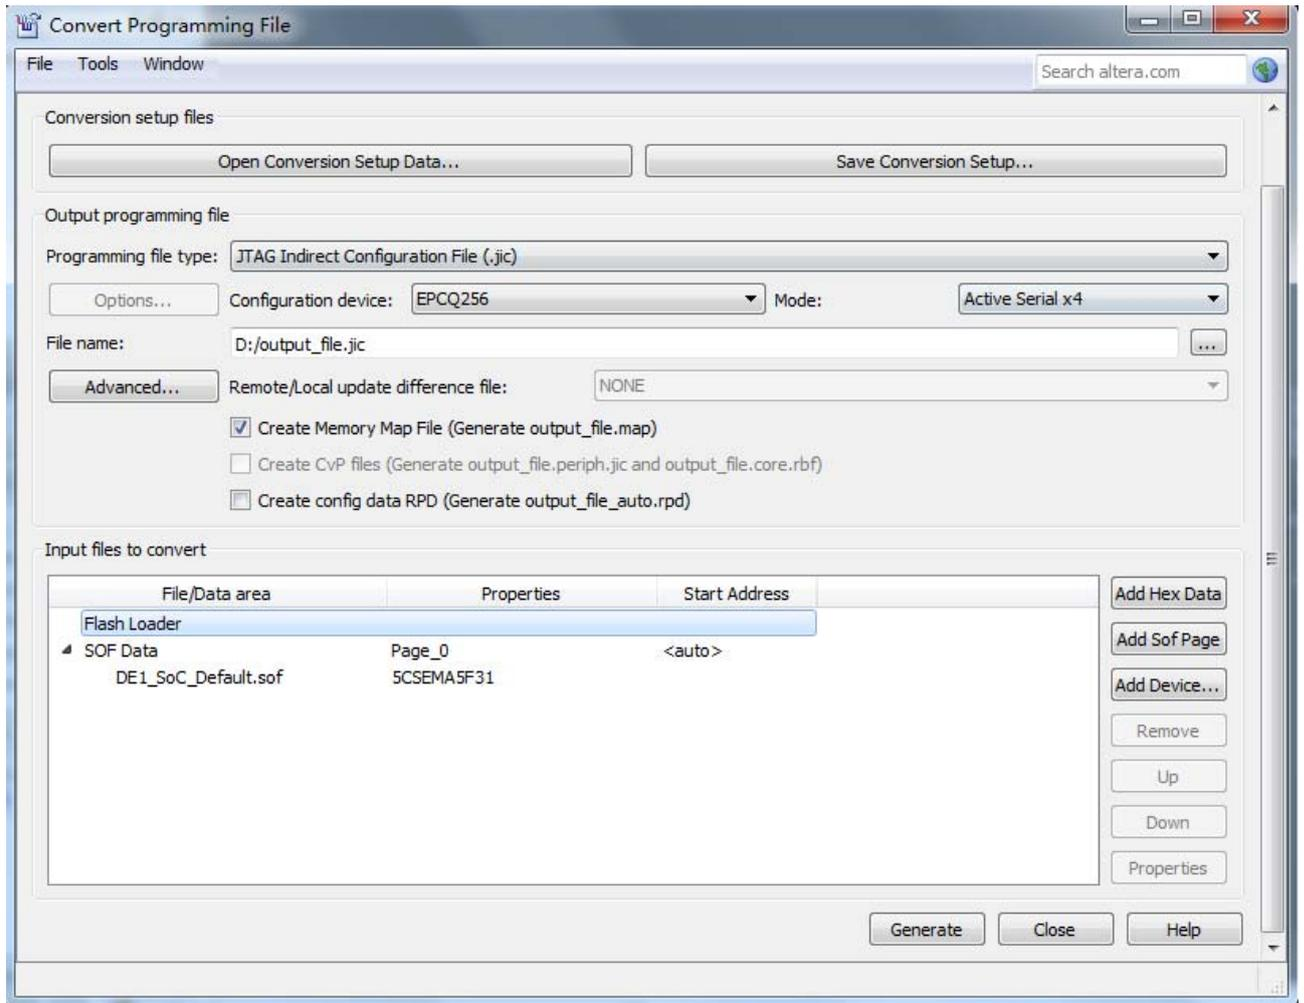 Convert Programming File
File Tools Window Search altera.com
Conversion setup files
Open Conversion Setup Data... Save Conversion Setup...
Output programming file
Programming file type: JTAG Indirect Configuration File (.jic)
Options... Configuration device: EPCQ256 Mode: Active Serial x4
File name: D:/output_file.jic ...
Advanced... Remote/Local update difference file: NONE
Create Memory Map File (Generate output_file.map)
Create CvP files (Generate output_file.periph.jic and output_file.core.rbf)
Create config data RPD (Generate output_file_auto.rpd)
Input files to convert
File/Data area Properties Start Address Add Hex Data
Flash Loader
SOF Data Page_0 <auto> Add Sof Page
DE1_SoC_Default.sof 5CSEMA5F31 Add Device...
Remove
Up
Down
Properties
Generate Close Help